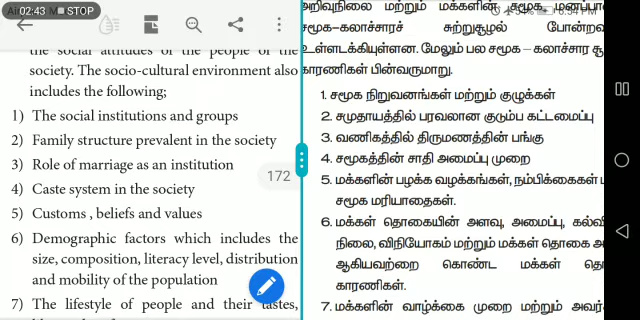 02:43 STOP
the social attitudes of the people of the
society. The socio-cultural environment also
includes the following;
1) The social institutions and groups
2) Family structure prevalent in the society
3) Role of marriage as an institution
4) Caste system in the society
5) Customs , beliefs and values
6) Demographic factors which includes the
size, composition, literacy level, distribution
and mobility of the population
7) The lifestyle of people and their tastes,
172
அறிவுநிலை மற்றும் மக்களின் சமூக
சமூக-கலாச்சாரச் சுற்றுசூழல்
உள்ளடக்கியுள்ளன. மேலும் பல சமூக – கலாச்சார
காரணிகள் பின்வருமாறு.
1. சமூக நிறுவனங்கள் மற்றும் குழுக்கள்
2. சமுதாயத்தில் பரவலான குடும்ப கட்டமைப்பு
3. வணிகத்தில் திருமணத்தின் பங்கு
4. சமூகத்தின் சாதி அமைப்பு முறை
5. மக்களின் பழக்க வழக்கங்கள், நம்பிக்கைகள்
சமூக மரியாதைகள்.
6. மக்கள் தொகையின் அளவு, அமைப்பு,
நிலை, விநியோகம் மற்றும் மக்கள் தொகை
ஆகியவற்றை கொண்ட மக்கள்
காரணிகள்.
7. மக்களின் வாழ்க்கை முறை மற்றும்